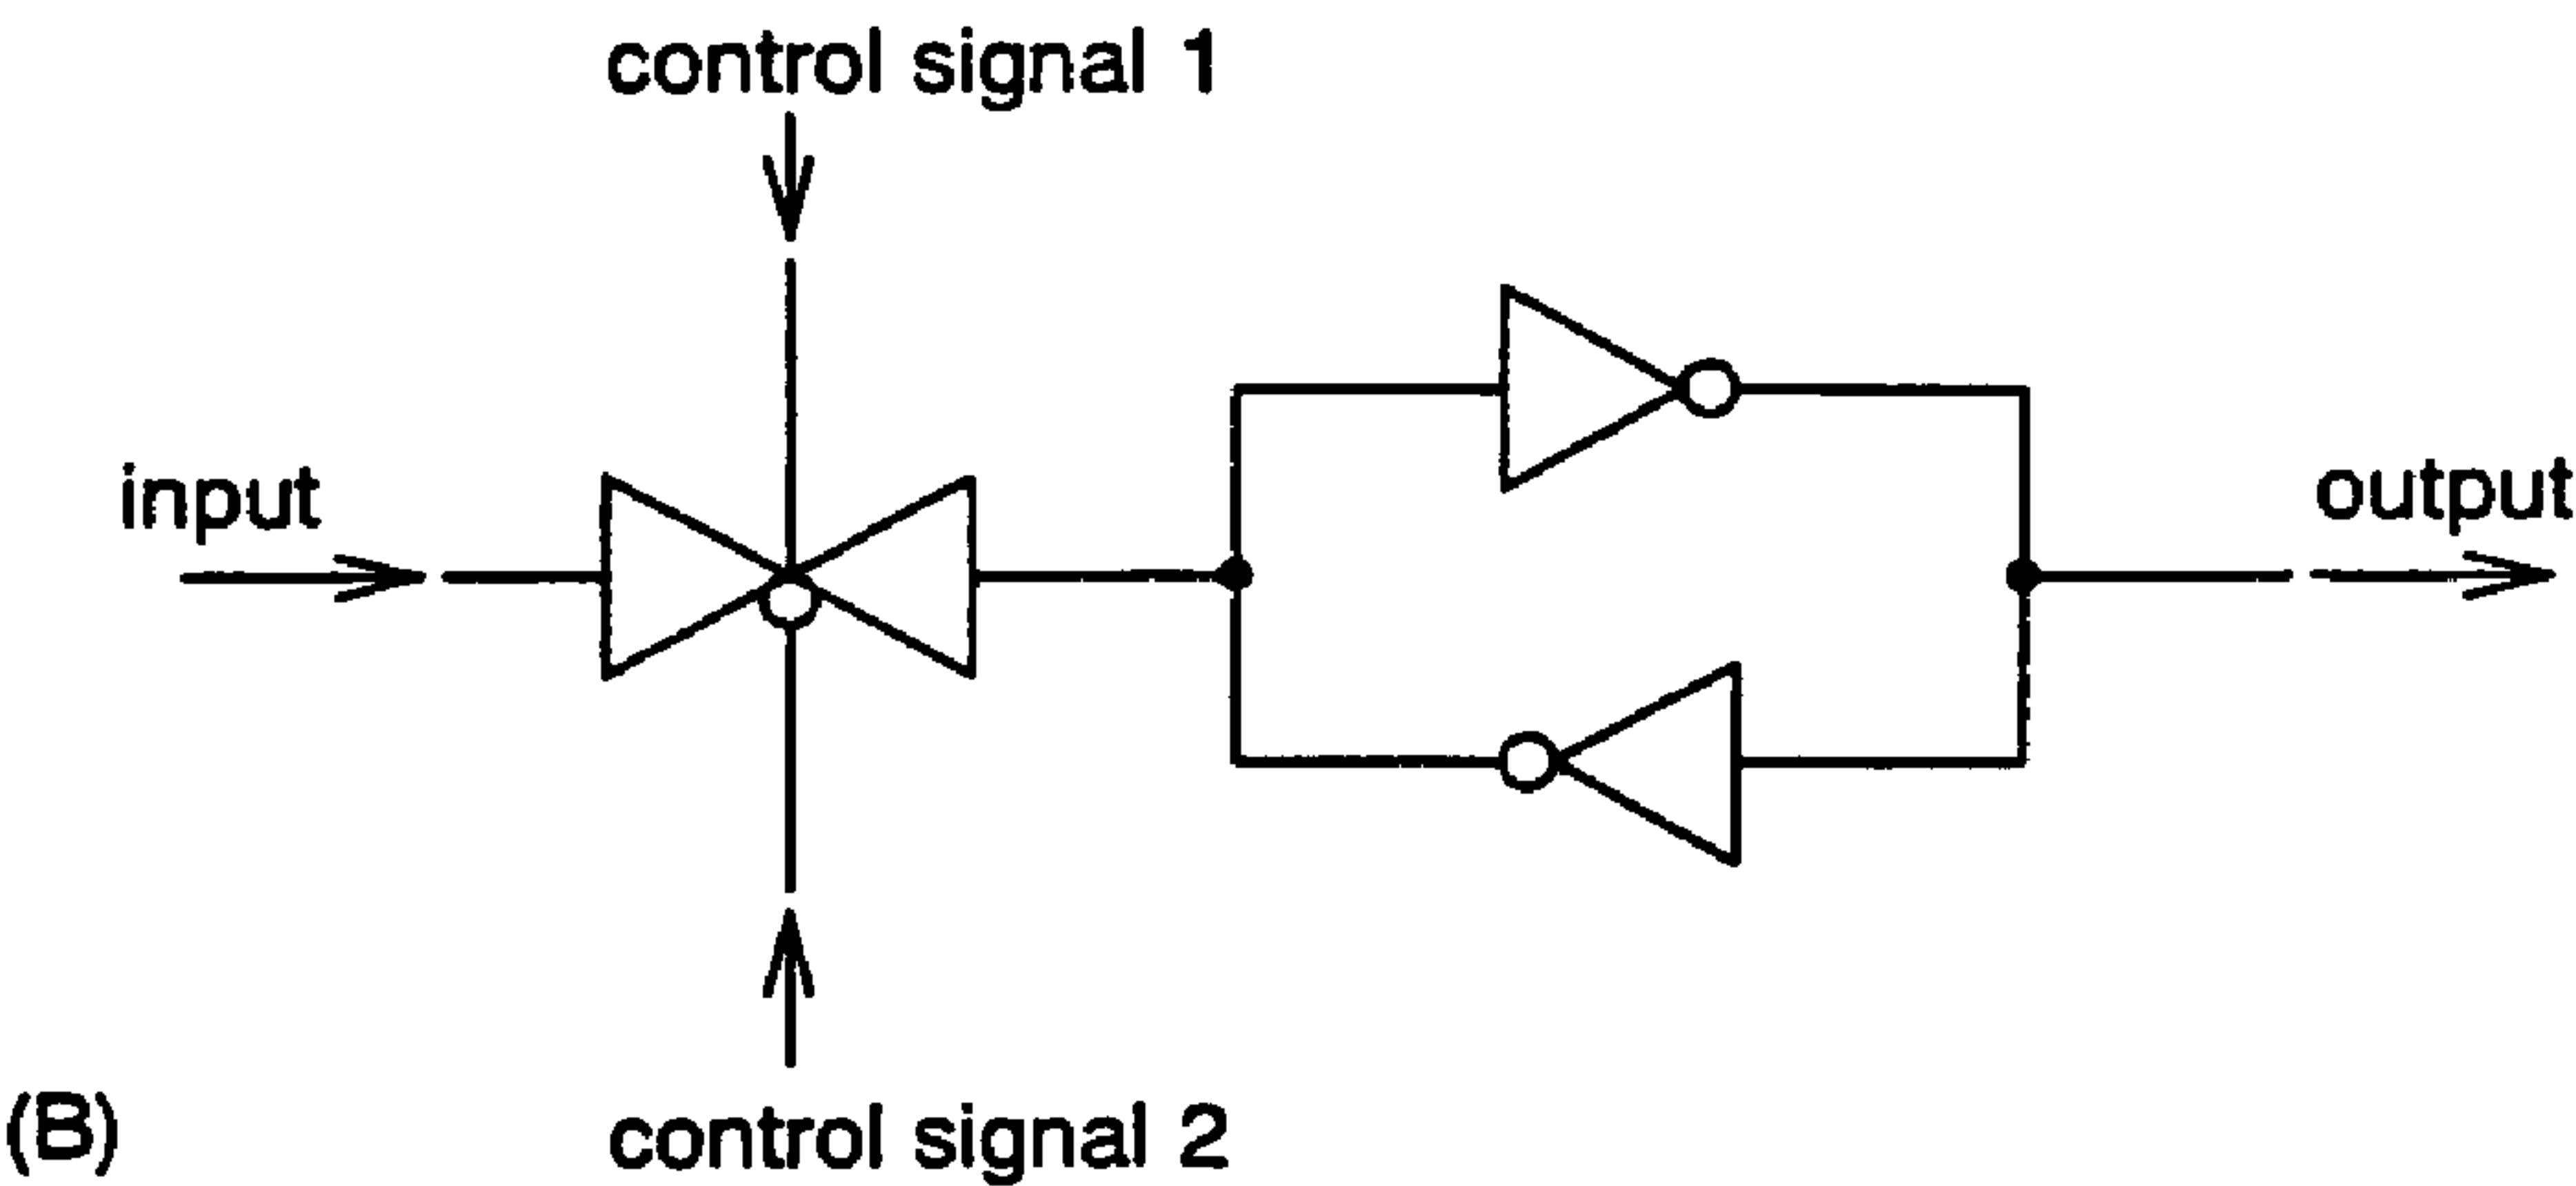 control signal 1
input
output
control signal 2
(B)